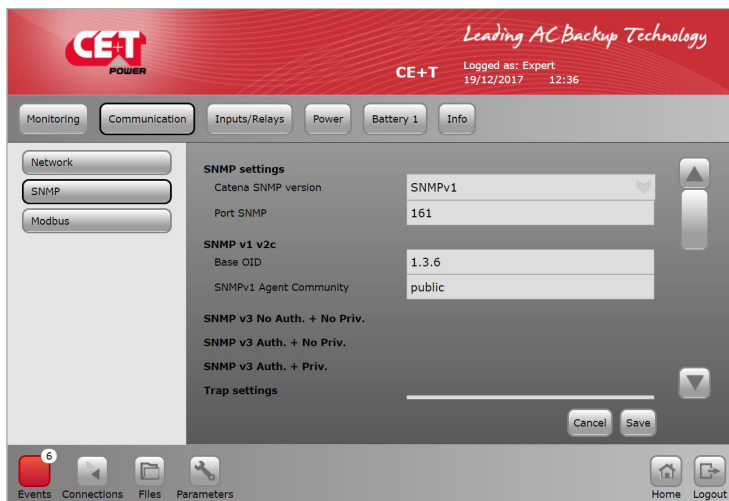 CE+T
POWER
Leading AC Backup Technology
CE+T
Logged as: Expert
19/12/2017 12:36
Monitoring Communication Inputs/Relays Power Battery 1 Info
Network
SNMP
Modbus
SNMP settings
Catena SNMP version SNMPv1
Port SNMP 161
SNMP v1 v2c
Base OID 1.3.6
SNMPv1 Agent Community public
SNMP v3 No Auth. + No Priv.
SNMP v3 Auth. + No Priv.
SNMP v3 Auth. + Priv.
Trap settings
Cancel Save
6
Events Connections Files Parameters Home Logout